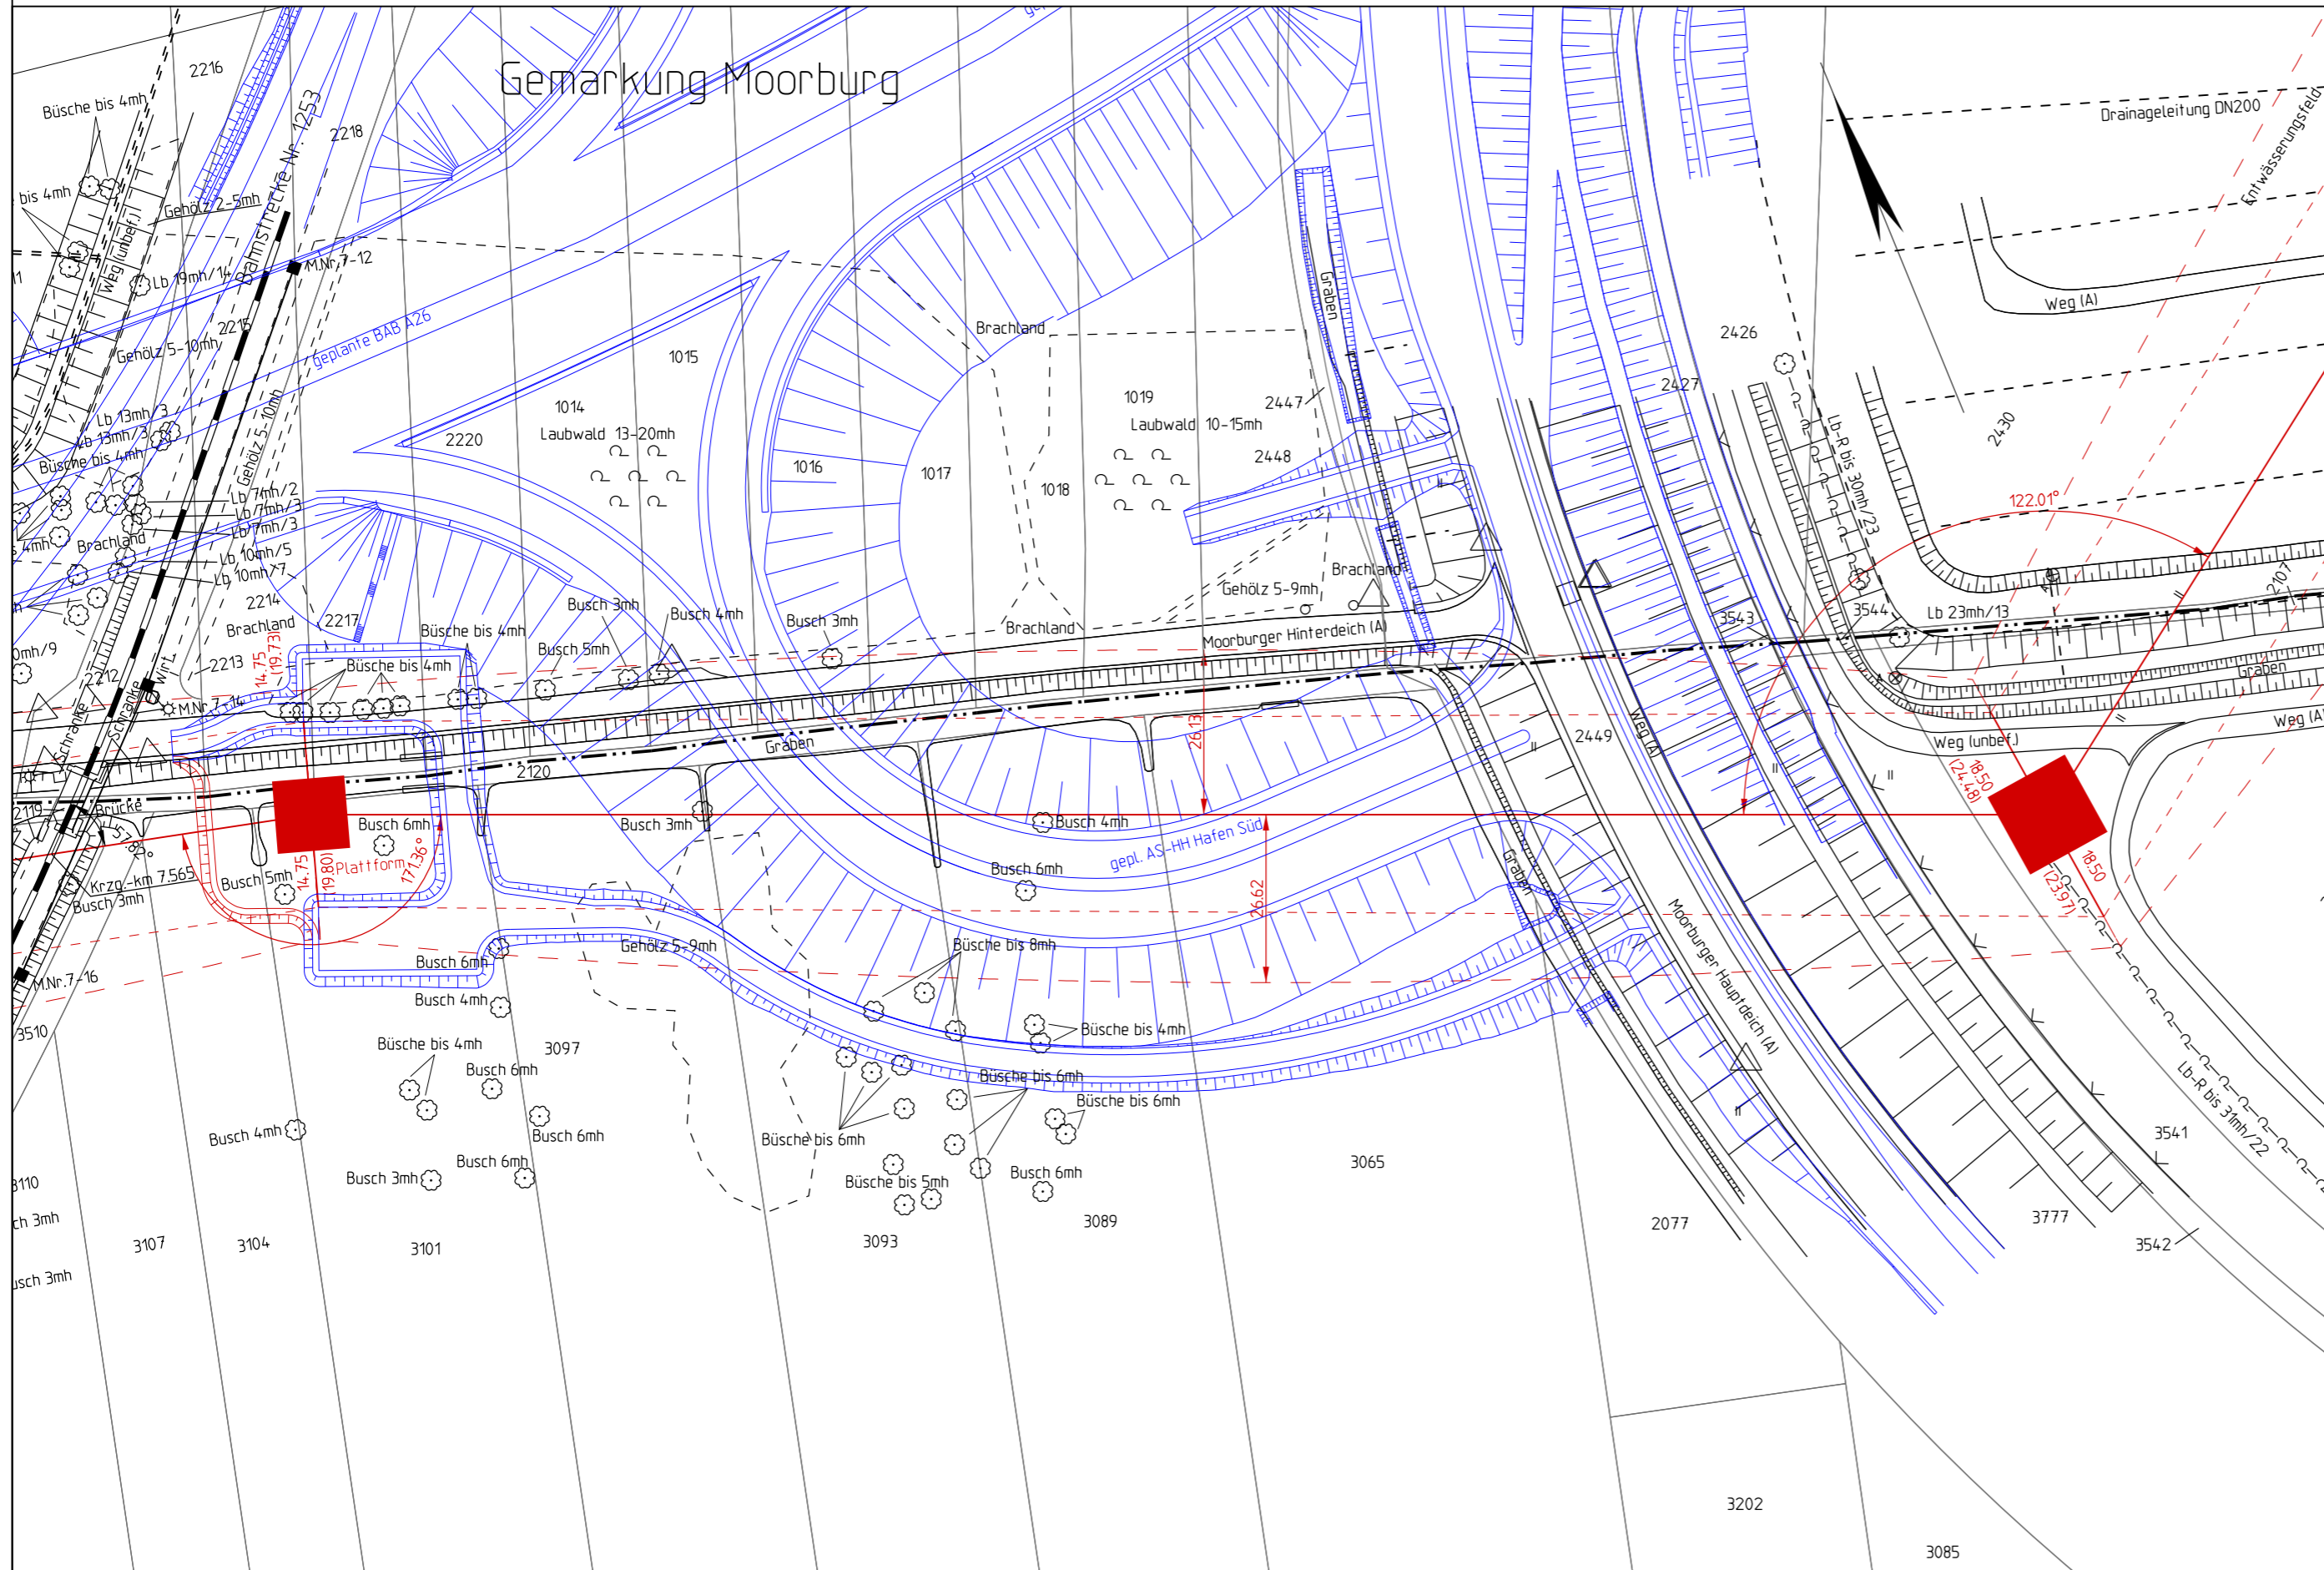 Gemarkung Moorburg
2216
Büsche bis 4mh
2218
Bahnstrecke Nr. 1253
Drainageleitung DN200
Entwässerungsfeld
bis 4mh
Gehölz 2-5mh
Weg (unbef.)
M.Nr. 7-12
Lb 19mh/14
2215
Gehölz 5-10mh
geplante BAB A26
Graben
Weg (A)
Brachland
2426
1015
2427
1014
Laubwald 13-20mh
2220
1019
Laubwald 10-15mh
2447
2448
2430
Lb 13mh/3
Lb 13mh/3
Büsche bis 4mh
Gehölz 5-10mh
1016
1017
1018
Lb-R bis 30mh/23
122.01°
Lb 7mh/2
Lb 7mh/3
Lb 7mh/3
Lb 10mh/5
Lb 10mh/7
s 4mh
Brachland
2214
Brachland
2217
2213
2212
0mh/9
Büsche bis 4mh
Büsche bis 4mh
Busch 3mh
Busch 4mh
Busch 5mh
Busch 3mh
Gehölz 5-9mh
Brachland
Brachland
Moorburger Hinterdeich (A)
3543
3544
Lb 23mh/13
2107
Graben
Weg (A)
Weg (unbef.)
14.75
(19.73)
M.Nr. 7-14
Schranke
Schranke
Graben
2120
2119
Brücke
57.82°
26.13
2449
Weg (A)
18.50
(24.48)
18.50
(23.97)
Busch 6mh
Plattform
171.36°
14.75
(19.80)
Busch 5mh
Krzg.-km 7.565
Busch 3mh
Busch 3mh
Busch 4mh
gepl. AS-HH Hafen Süd
Busch 6mh
26.62
Graben
Moorburger Hauptdeich (A)
M.Nr.7-16
3510
Busch 6mh
Gehölz 5-9mh
Büsche bis 8mh
Busch 4mh
Büsche bis 4mh
3097
Busch 6mh
Busch 6mh
Büsche bis 4mh
Büsche bis 6mh
Büsche bis 6mh
Büsche bis 6mh
Busch 4mh
Busch 3mh
Busch 6mh
Büsche bis 5mh
Busch 6mh
3065
Lb-R bis 31mh/22
3541
3110
ch 3mh
usch 3mh
3107
3104
3101
3093
3089
2077
3777
3542
3202
3085